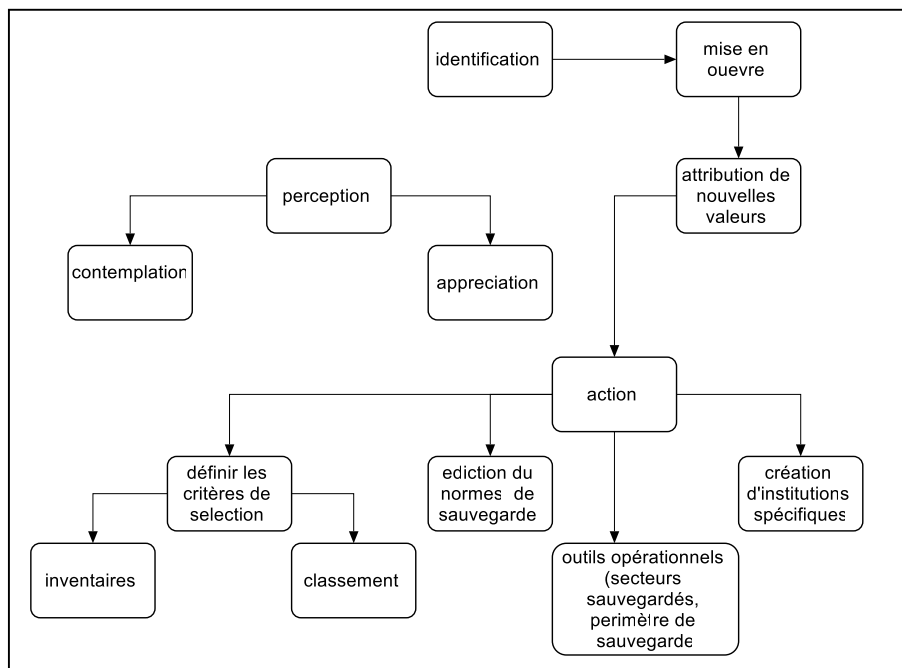 identification
mise en
ouevre
perception
attribution de
nouvelles
valeurs
contemplation
appreciation
action
définir les
critères de
selection
ediction du
normes de
sauvegarde
création
d'institutions
spécifiques
inventaires
classement
outils opérationnels
(secteurs
sauvegardés,
perimètre de
sauvegarde